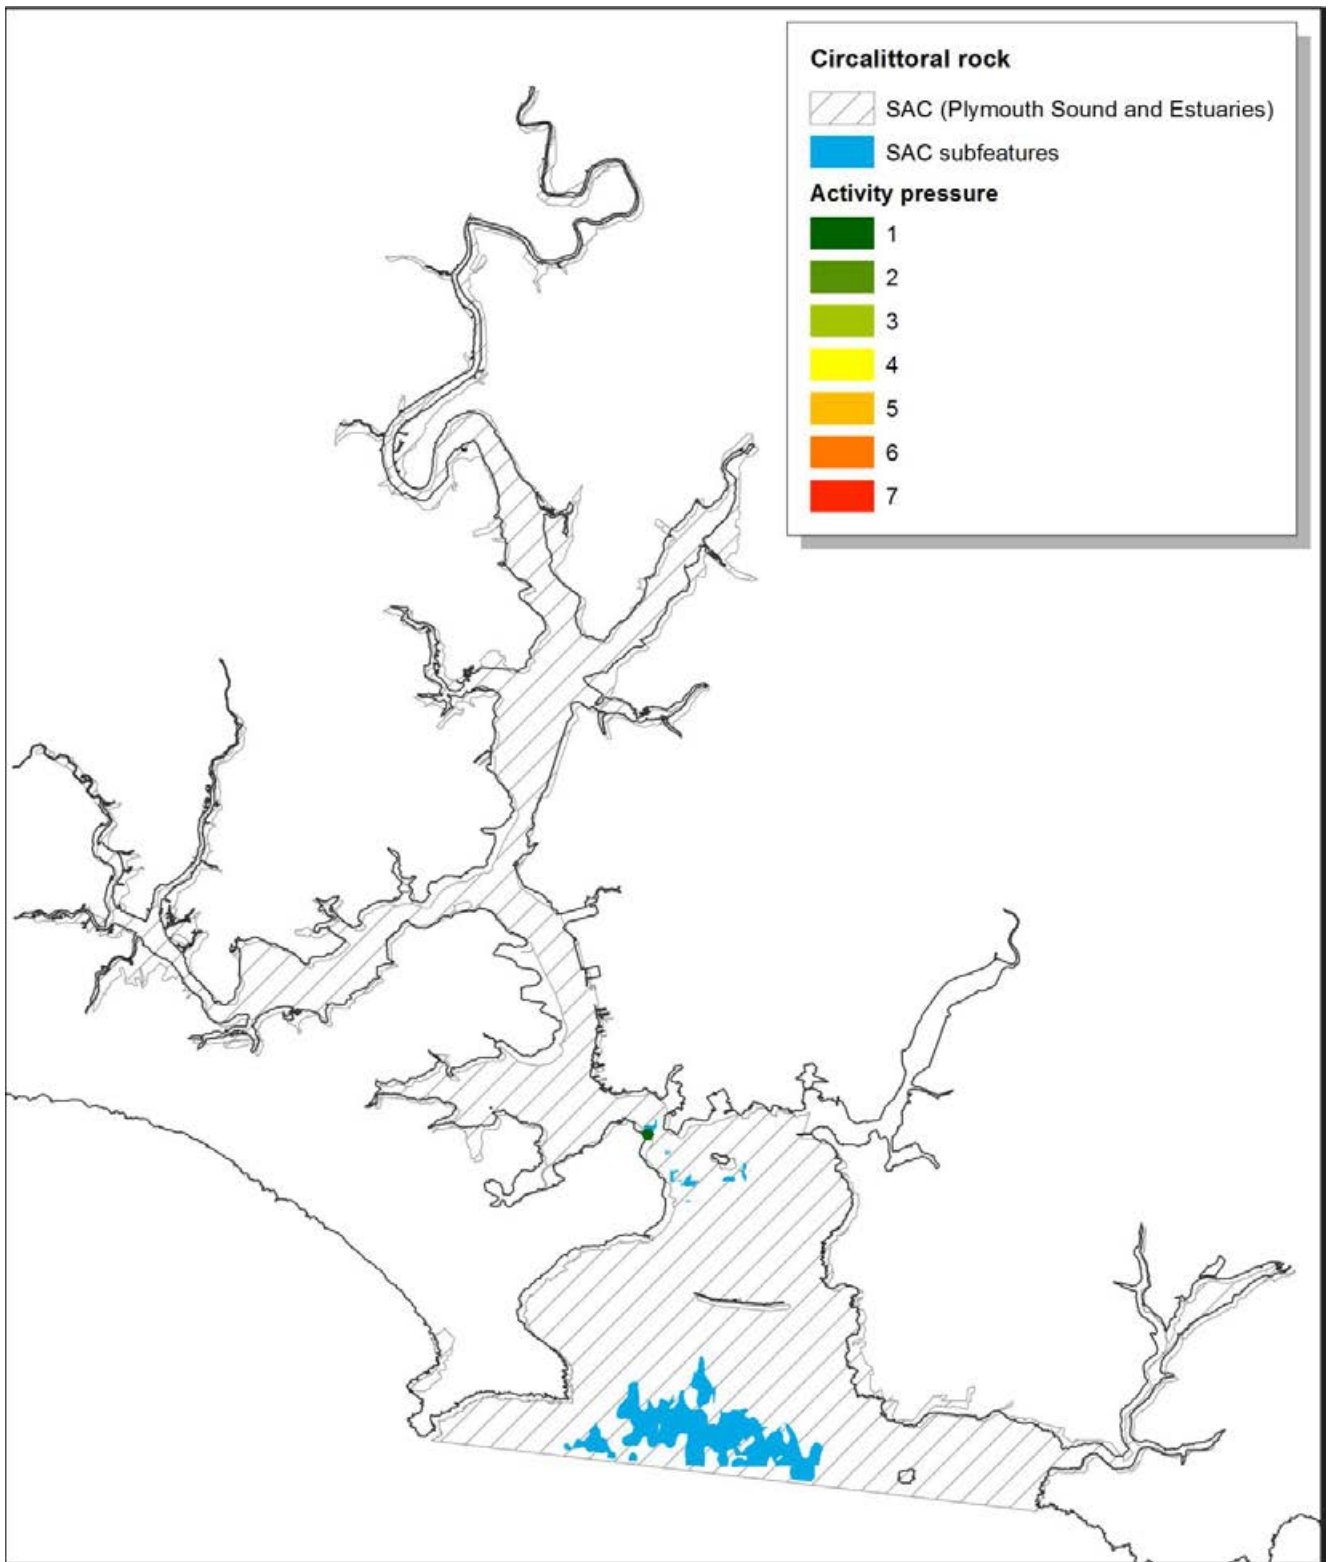 Circalittoral rock
SAC (Plymouth Sound and Estuaries)
SAC subfeatures
Activity pressure
1
2
3
4
5
6
7